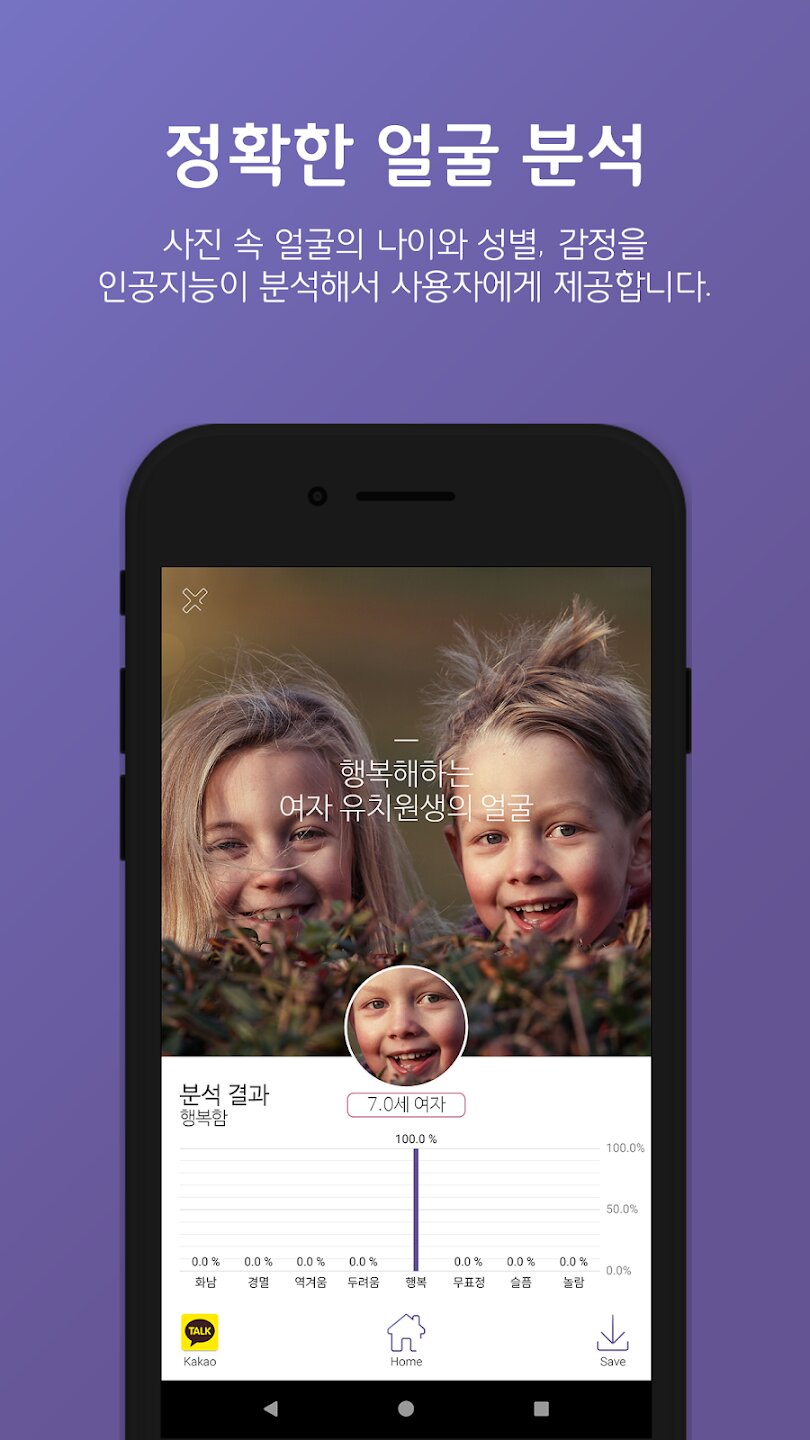 정확한 얼굴 분석
사진 속 얼굴의 나이와 성별, 감정을
인공지능이 분석해서 사용자에게 제공합니다.
행복해하는
여자 유치원생의 얼굴
분석 결과
행복함
7.0세 여자
100.0 %
100.0%
50.0%
0.0%
0.0 % 0.0 % 0.0 % 0.0 % 0.0 % 0.0 % 0.0 %
화남 경멸 역겨움 두려움 행복 무표정 슬픔 놀람
TALK
Kakao Home Save